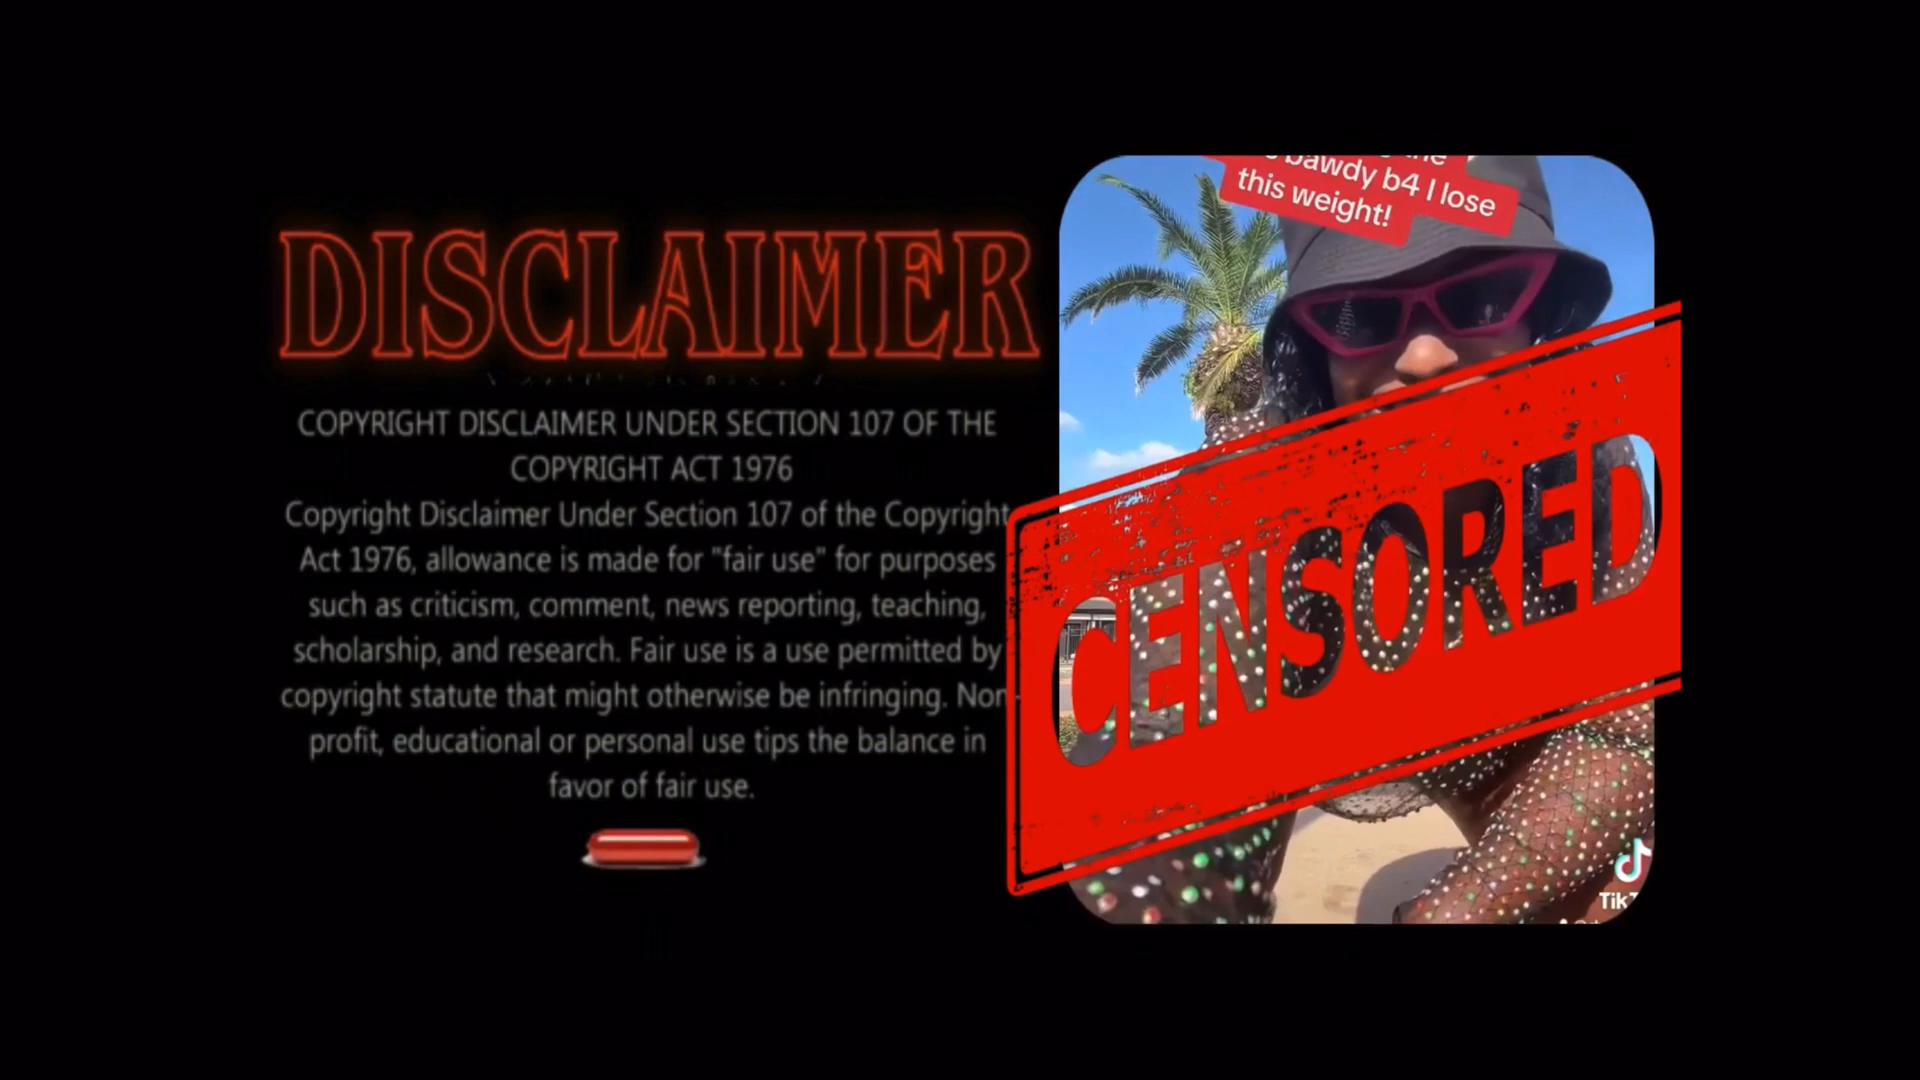 DISCLAIMER
COPYRIGHT DISCLAIMER UNDER SECTION 107 OF THE
COPYRIGHT ACT 1976
Copyright Disclaimer Under Section 107 of the Copyright
Act 1976, allowance is made for "fair use" for purposes
such as criticism, comment, news reporting, teaching,
scholarship, and research. Fair use is a use permitted by
copyright statute that might otherwise be infringing. Non-
profit, educational or personal use tips the balance in
favor of fair use.
bawdy b4 I lose
this weight!
CENSORED